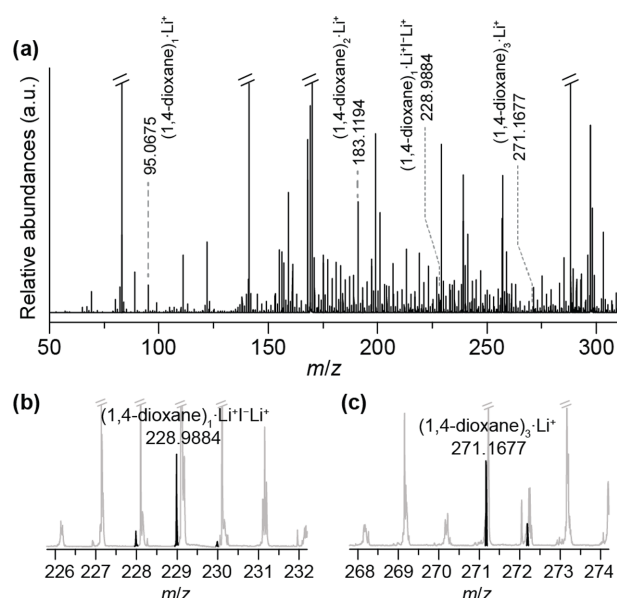 (a)
Relative abundances (a.u.)
95.0675
(1,4-dioxane)₁·Li⁺
(1,4-dioxane)₂·Li⁺
183.1194
(1,4-dioxane)₁·Li⁺I⁻Li⁺
228.9884
(1,4-dioxane)₃·Li⁺
271.1677
50 100 150 200 250 300
m/z
(b)
(1,4-dioxane)₁·Li⁺I⁻Li⁺
228.9884
226 227 228 229 230 231 232
m/z
(c)
(1,4-dioxane)₃·Li⁺
271.1677
268 269 270 271 272 273 274
m/z